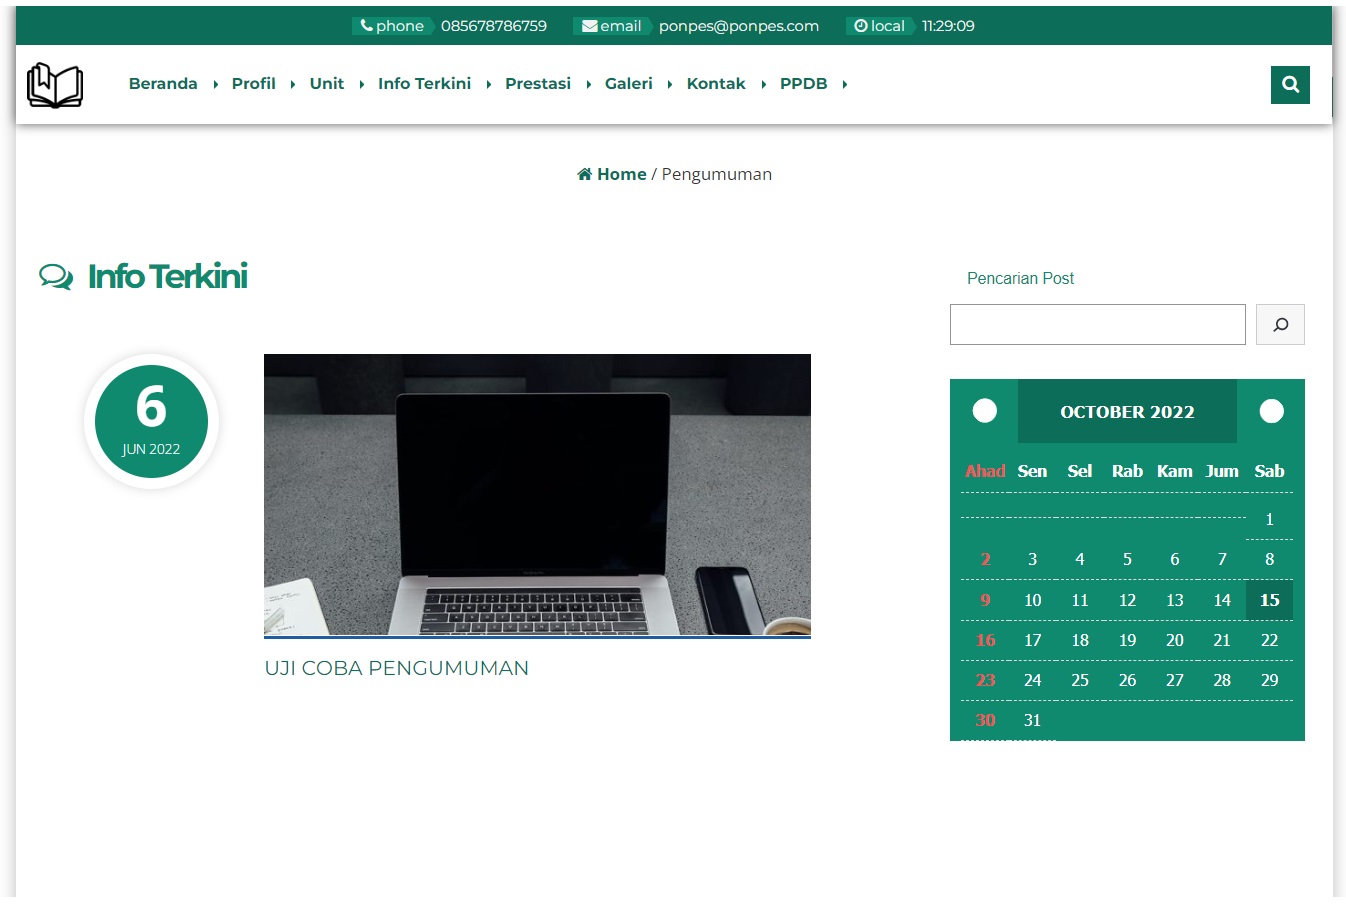 phone 085678786759 email ponpes@ponpes.com local 11:29:09
Beranda Profil Unit Info Terkini Prestasi Galeri Kontak PPDB
Home / Pengumuman
Info Terkini
6
JUN 2022
UJI COBA PENGUMUMAN
Pencarian Post
OCTOBER 2022
Ahad Sen Sel Rab Kam Jum Sab
1
2 3 4 5 6 7 8
9 10 11 12 13 14 15
16 17 18 19 20 21 22
23 24 25 26 27 28 29
30 31